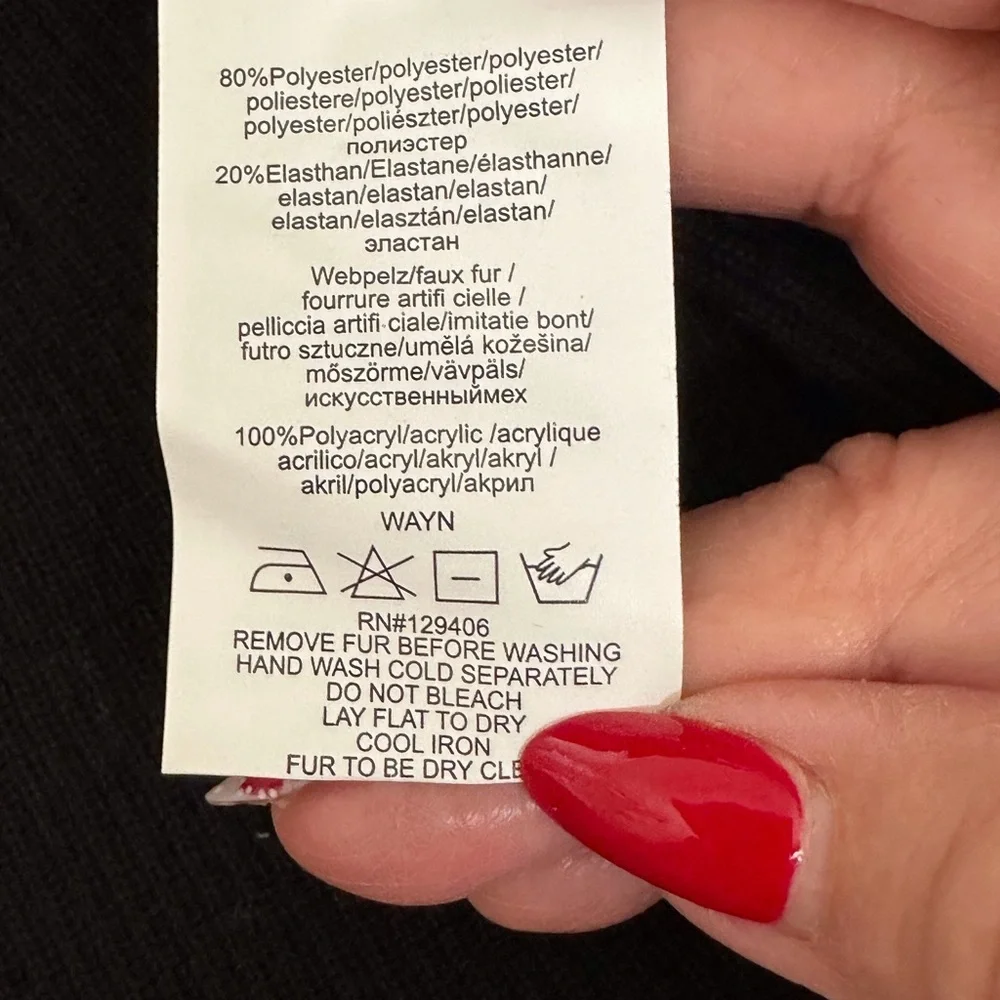 80%Polyester/polyester/polyester/
poliestere/polyester/poliester/
polyester/poliészter/polyester/
полиэстер
20%Elasthan/Elastane/élasthanne/
elastan/elastan/elastan/
elastan/elasztán/elastan/
эластан
Webpelz/faux fur /
fourrure artifi cielle /
pelliccia artifi ciale/imitatie bont/
futro sztuczne/umělá kožešina/
mőszörme/vävpäls/
искусственныймех
100%Polyacryl/acrylic /acrylique
acrilico/acryl/akryl/akryl /
akril/polyacryl/акрил
WAYN
RN#129406
REMOVE FUR BEFORE WASHING
HAND WASH COLD SEPARATELY
DO NOT BLEACH
LAY FLAT TO DRY
COOL IRON
FUR TO BE DRY